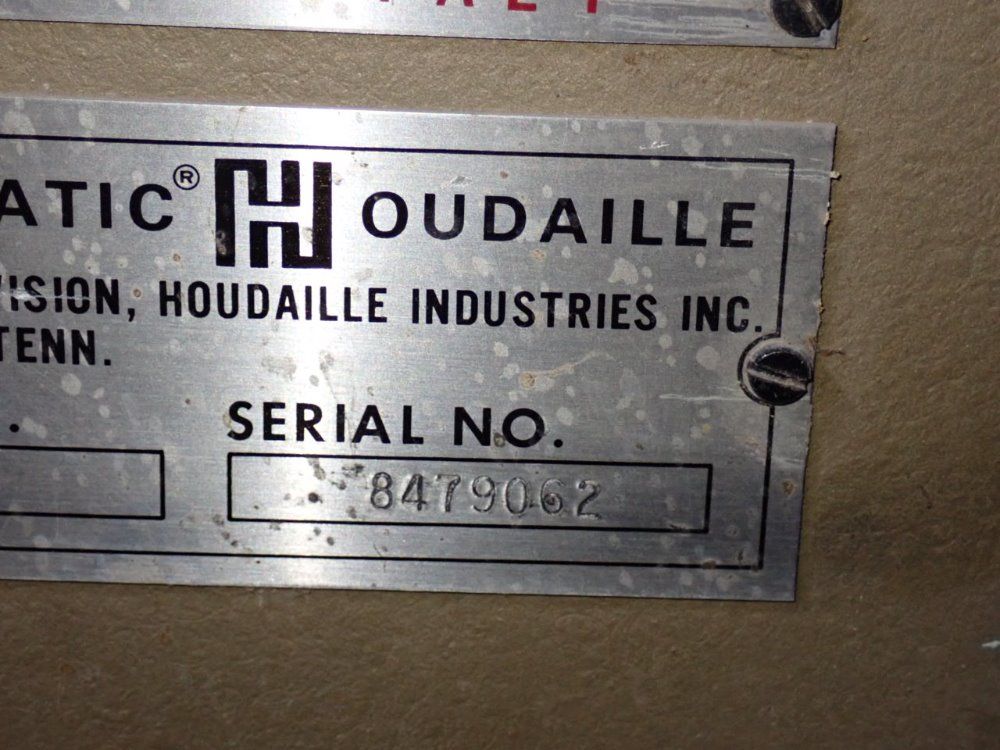 ATIC® H OUDAILLE
ISION, HOUDAILLE INDUSTRIES INC.
TENN.
.
SERIAL NO.
8479062